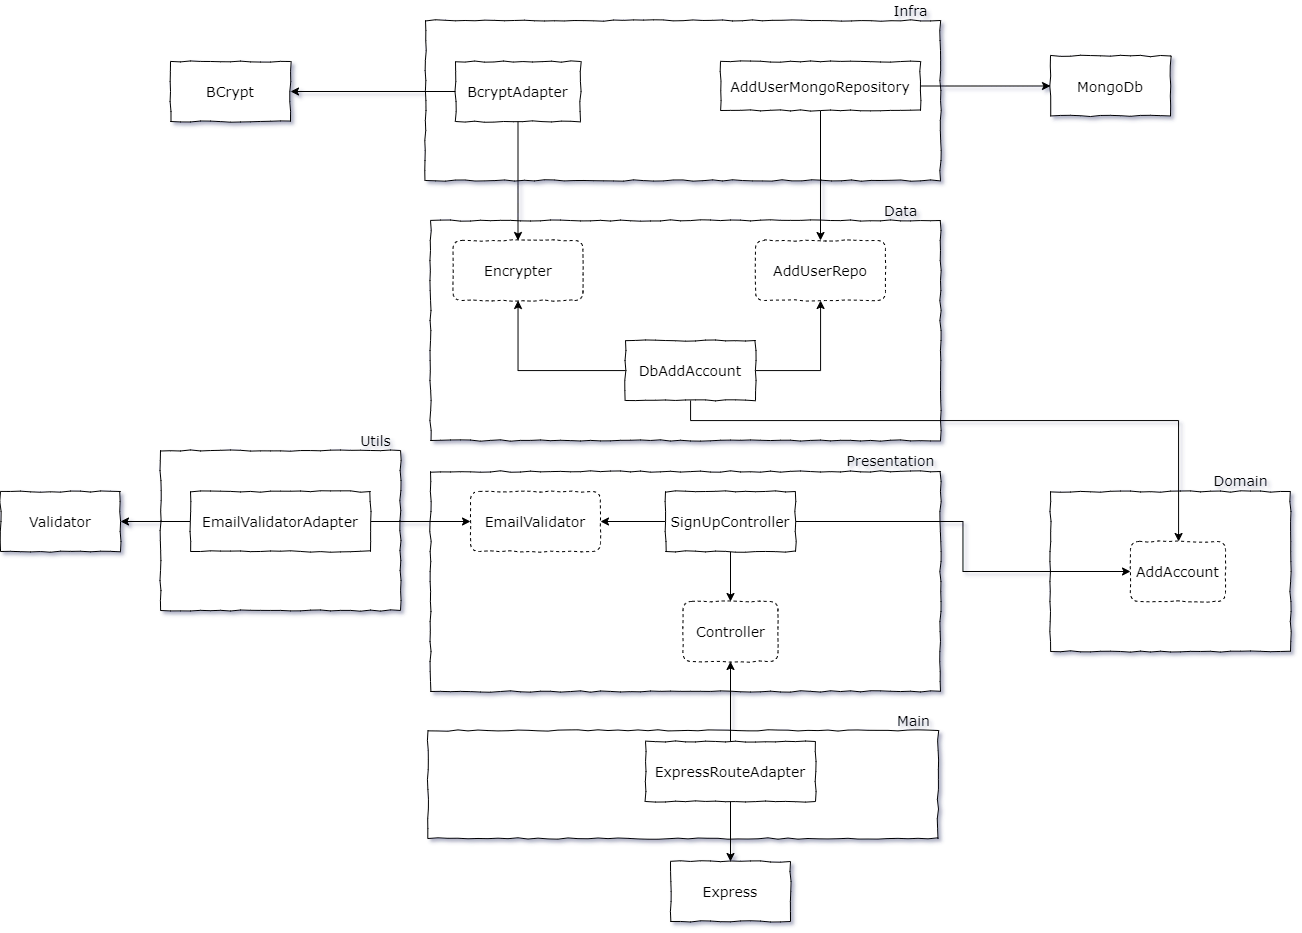 Infra
BCrypt
BcryptAdapter
AddUserMongoRepository
MongoDb
Data
Encrypter
AddUserRepo
DbAddAccount
Utils
Presentation
Domain
Validator
EmailValidatorAdapter
EmailValidator
SignUpController
AddAccount
Controller
Main
ExpressRouteAdapter
Express